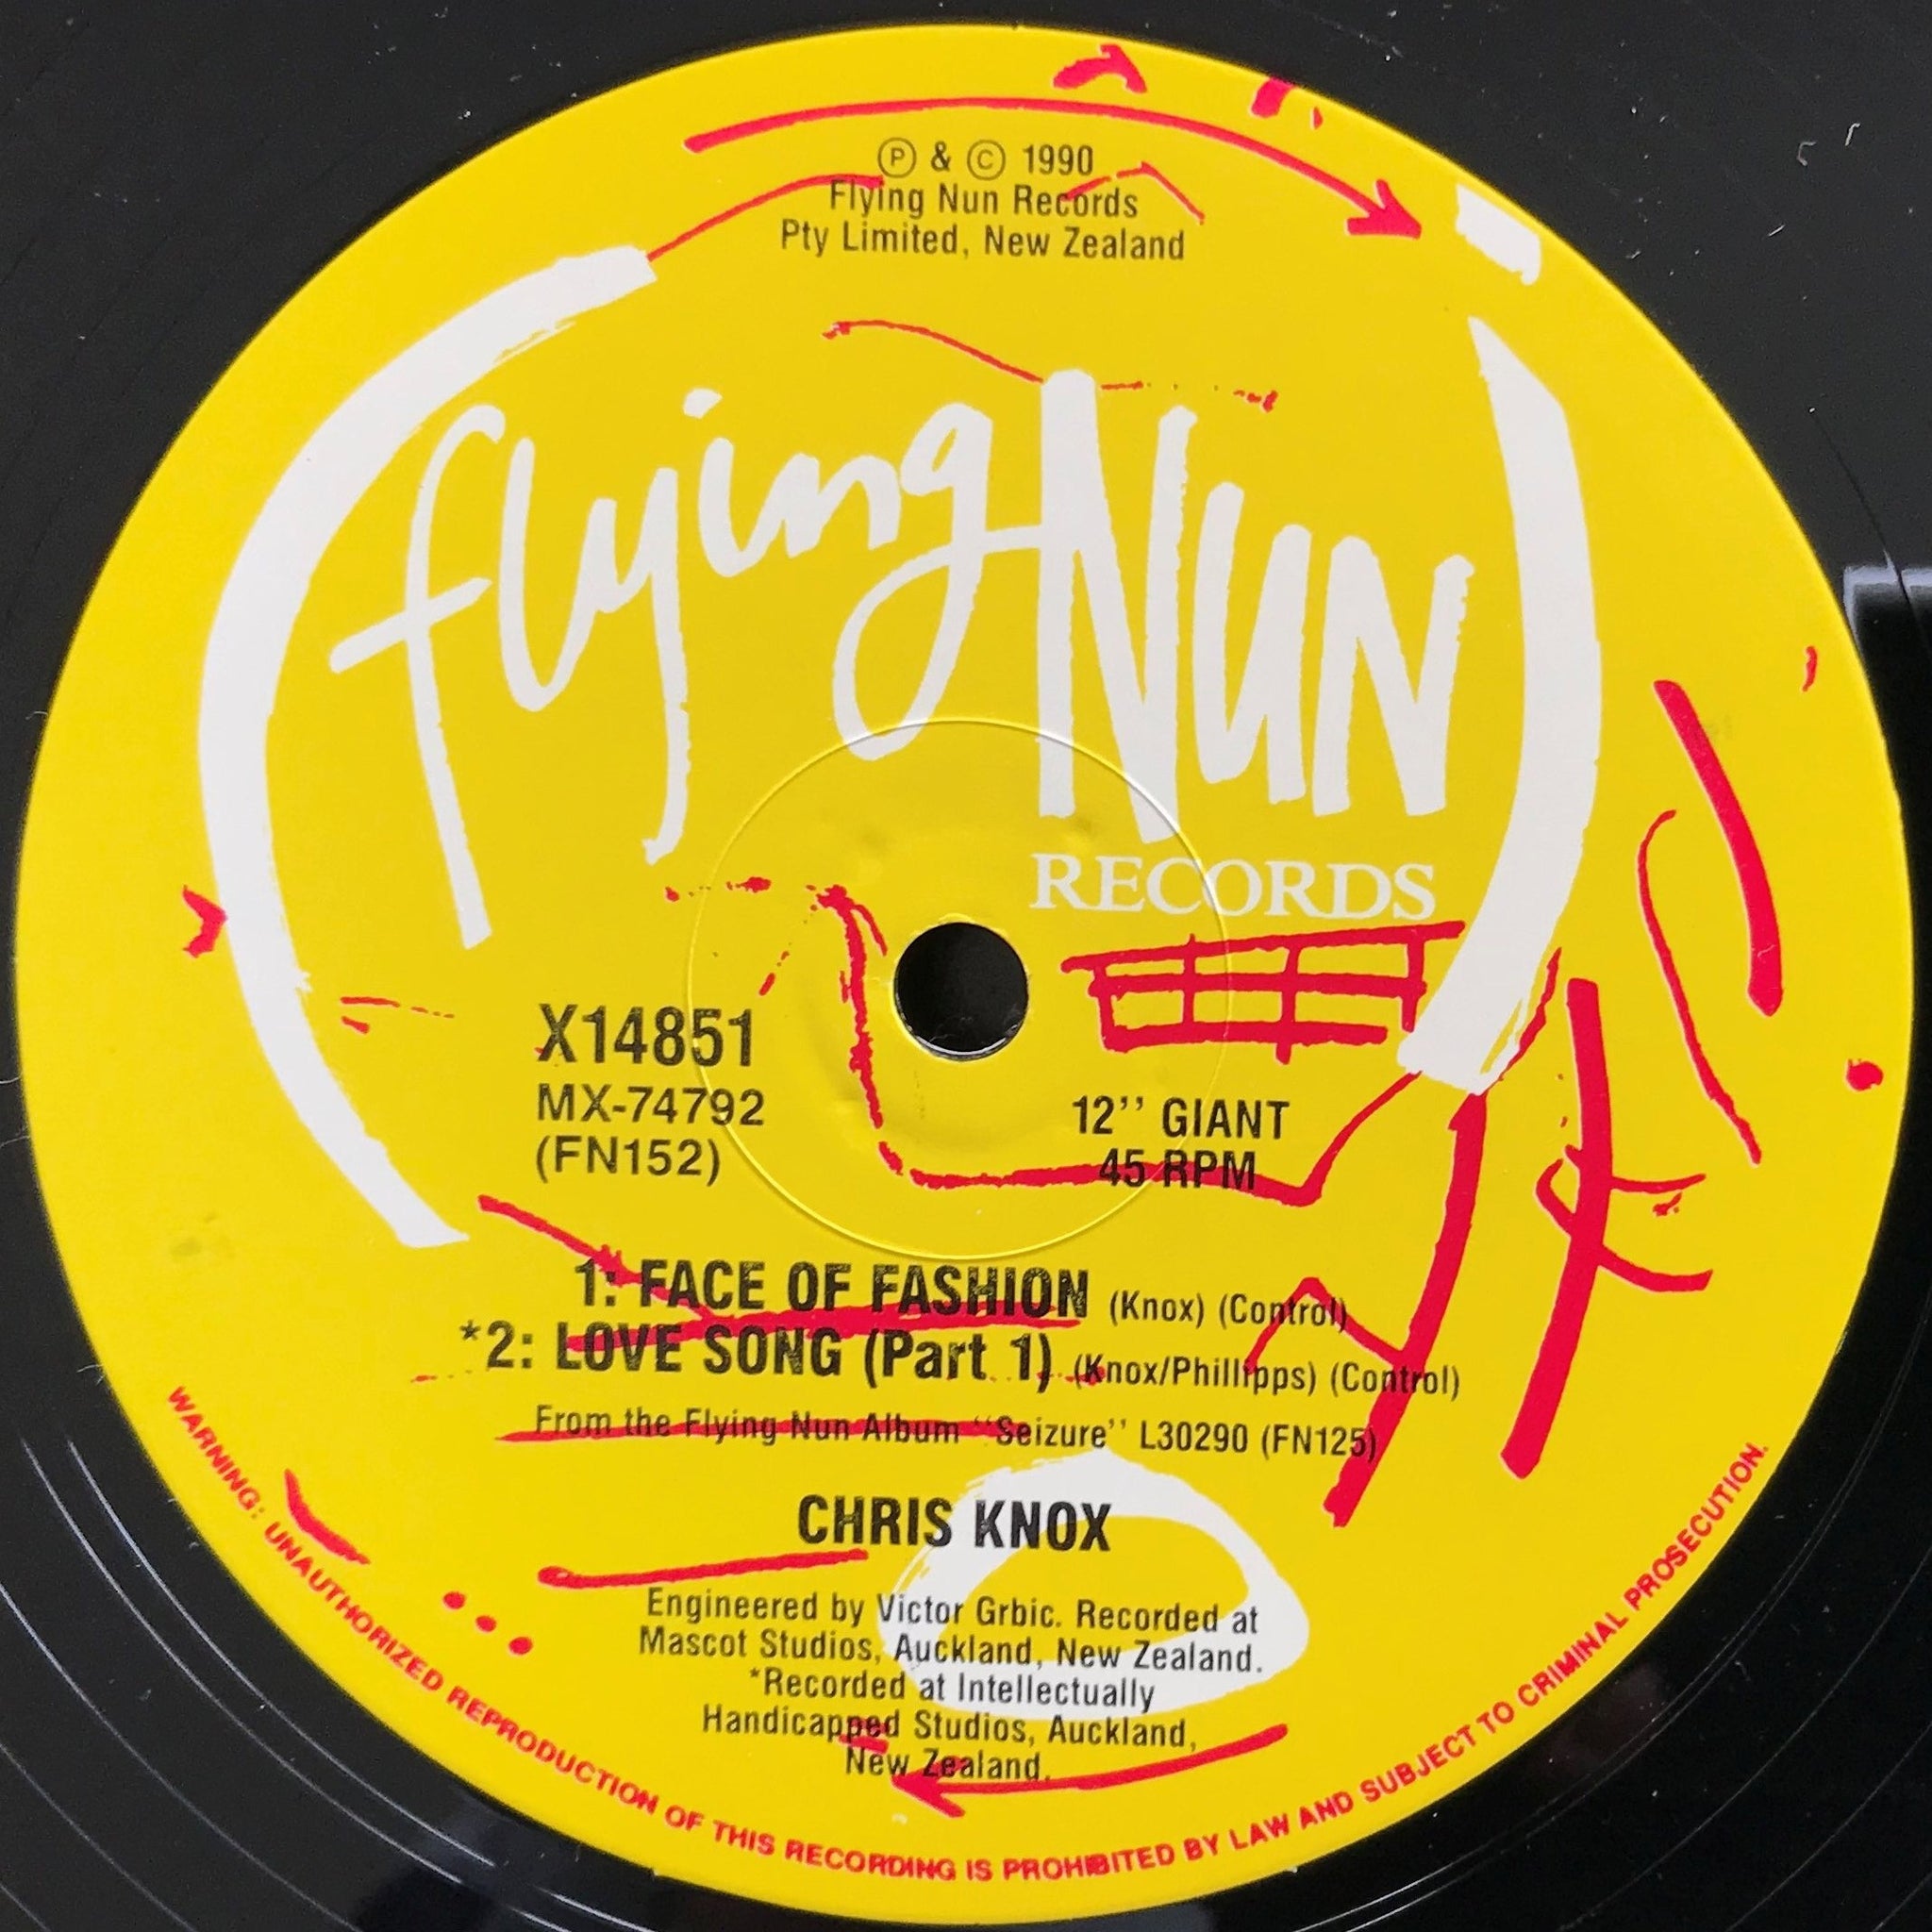 Ⓟ & Ⓒ 1990
Flying Nun Records
Pty Limited, New Zealand
flying NUN
RECORDS
X14851
MX-74792
(FN152)
12’’ GIANT
45 RPM
1: FACE OF FASHION (Knox) (Control)
*2: LOVE SONG (Part 1) (Knox/Phillipps) (Control)
From the Flying Nun Album “Seizure’’ L30290 (FN125)
CHRIS KNOX
Engineered by Victor Grbic. Recorded at
Mascot Studios, Auckland, New Zealand.
*Recorded at Intellectually
Handicapped Studios, Auckland,
New Zealand.
WARNING: UNAUTHORIZED REPRODUCTION OF THIS RECORDING IS PROHIBITED BY LAW AND SUBJECT TO CRIMINAL PROSECUTION.